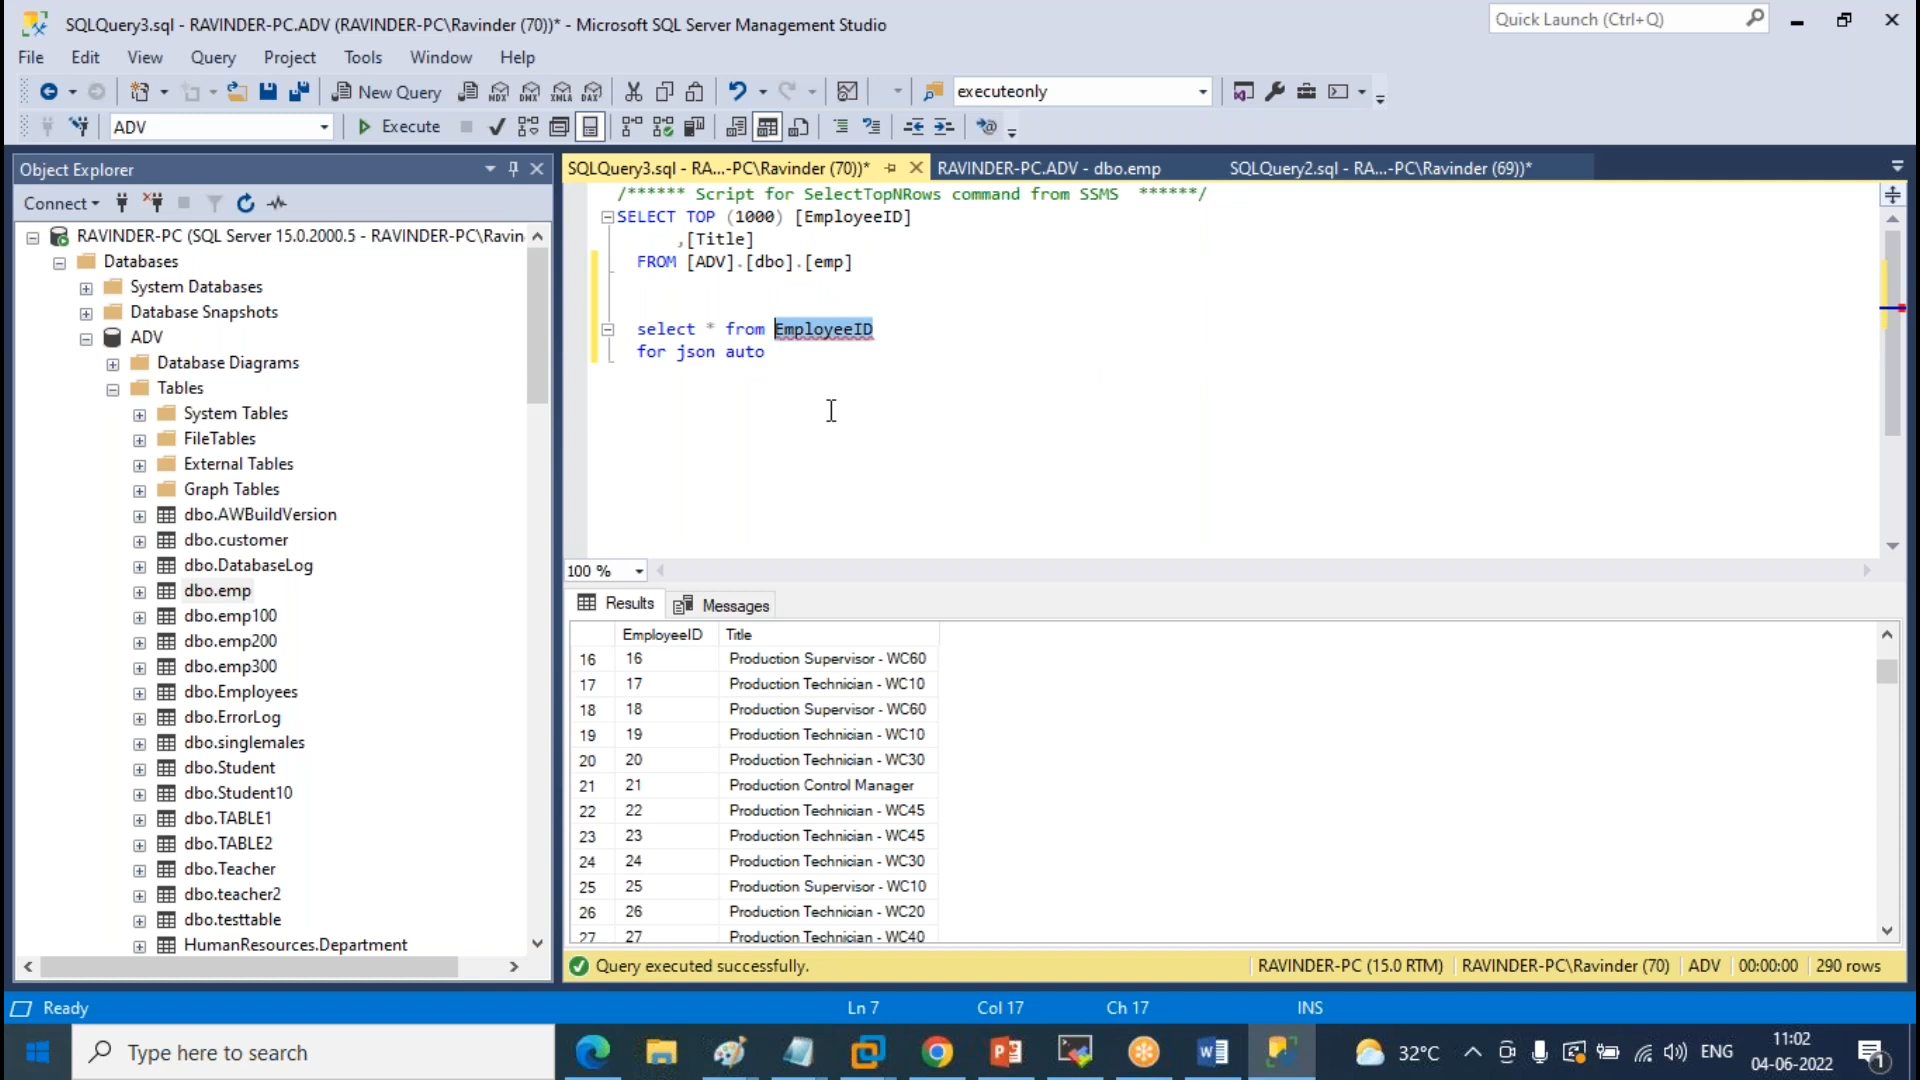 SQLQuery3.sql - RAVINDER-PC.ADV (RAVINDER-PC\Ravinder (70))* - Microsoft SQL Server Management Studio
Quick Launch (Ctrl+Q)
File Edit View Query Project Tools Window Help
New Query
MDX DMX XMLA DAX
executeonly
ADV
Execute
Object Explorer
Connect
RAVINDER-PC (SQL Server 15.0.2000.5 - RAVINDER-PC\Ravin
Databases
System Databases
Database Snapshots
ADV
Database Diagrams
Tables
System Tables
FileTables
External Tables
Graph Tables
dbo.AWBuildVersion
dbo.customer
dbo.DatabaseLog
dbo.emp
dbo.emp100
dbo.emp200
dbo.emp300
dbo.Employees
dbo.ErrorLog
dbo.singlemales
dbo.Student
dbo.Student10
dbo.TABLE1
dbo.TABLE2
dbo.Teacher
dbo.teacher2
dbo.testtable
HumanResources.Department
SQLQuery3.sql - RA...-PC\Ravinder (70))* RAVINDER-PC.ADV - dbo.emp SQLQuery2.sql - RA...-PC\Ravinder (69))*
/****** Script for SelectTopNRows command from SSMS ******/
SELECT TOP (1000) [EmployeeID]
,[Title]
FROM [ADV].[dbo].[emp]
select * from EmployeeID
for json auto
100 %
Results Messages
EmployeeID Title
16 16 Production Supervisor - WC60
17 17 Production Technician - WC10
18 18 Production Supervisor - WC60
19 19 Production Technician - WC10
20 20 Production Technician - WC30
21 21 Production Control Manager
22 22 Production Technician - WC45
23 23 Production Technician - WC45
24 24 Production Technician - WC30
25 25 Production Supervisor - WC10
26 26 Production Technician - WC20
27 27 Production Technician - WC40
Query executed successfully. RAVINDER-PC (15.0 RTM) RAVINDER-PC\Ravinder (70) ADV 00:00:00 290 rows
Ready Ln 7 Col 17 Ch 17 INS
Type here to search
32°C
ENG
11:02
04-06-2022
1